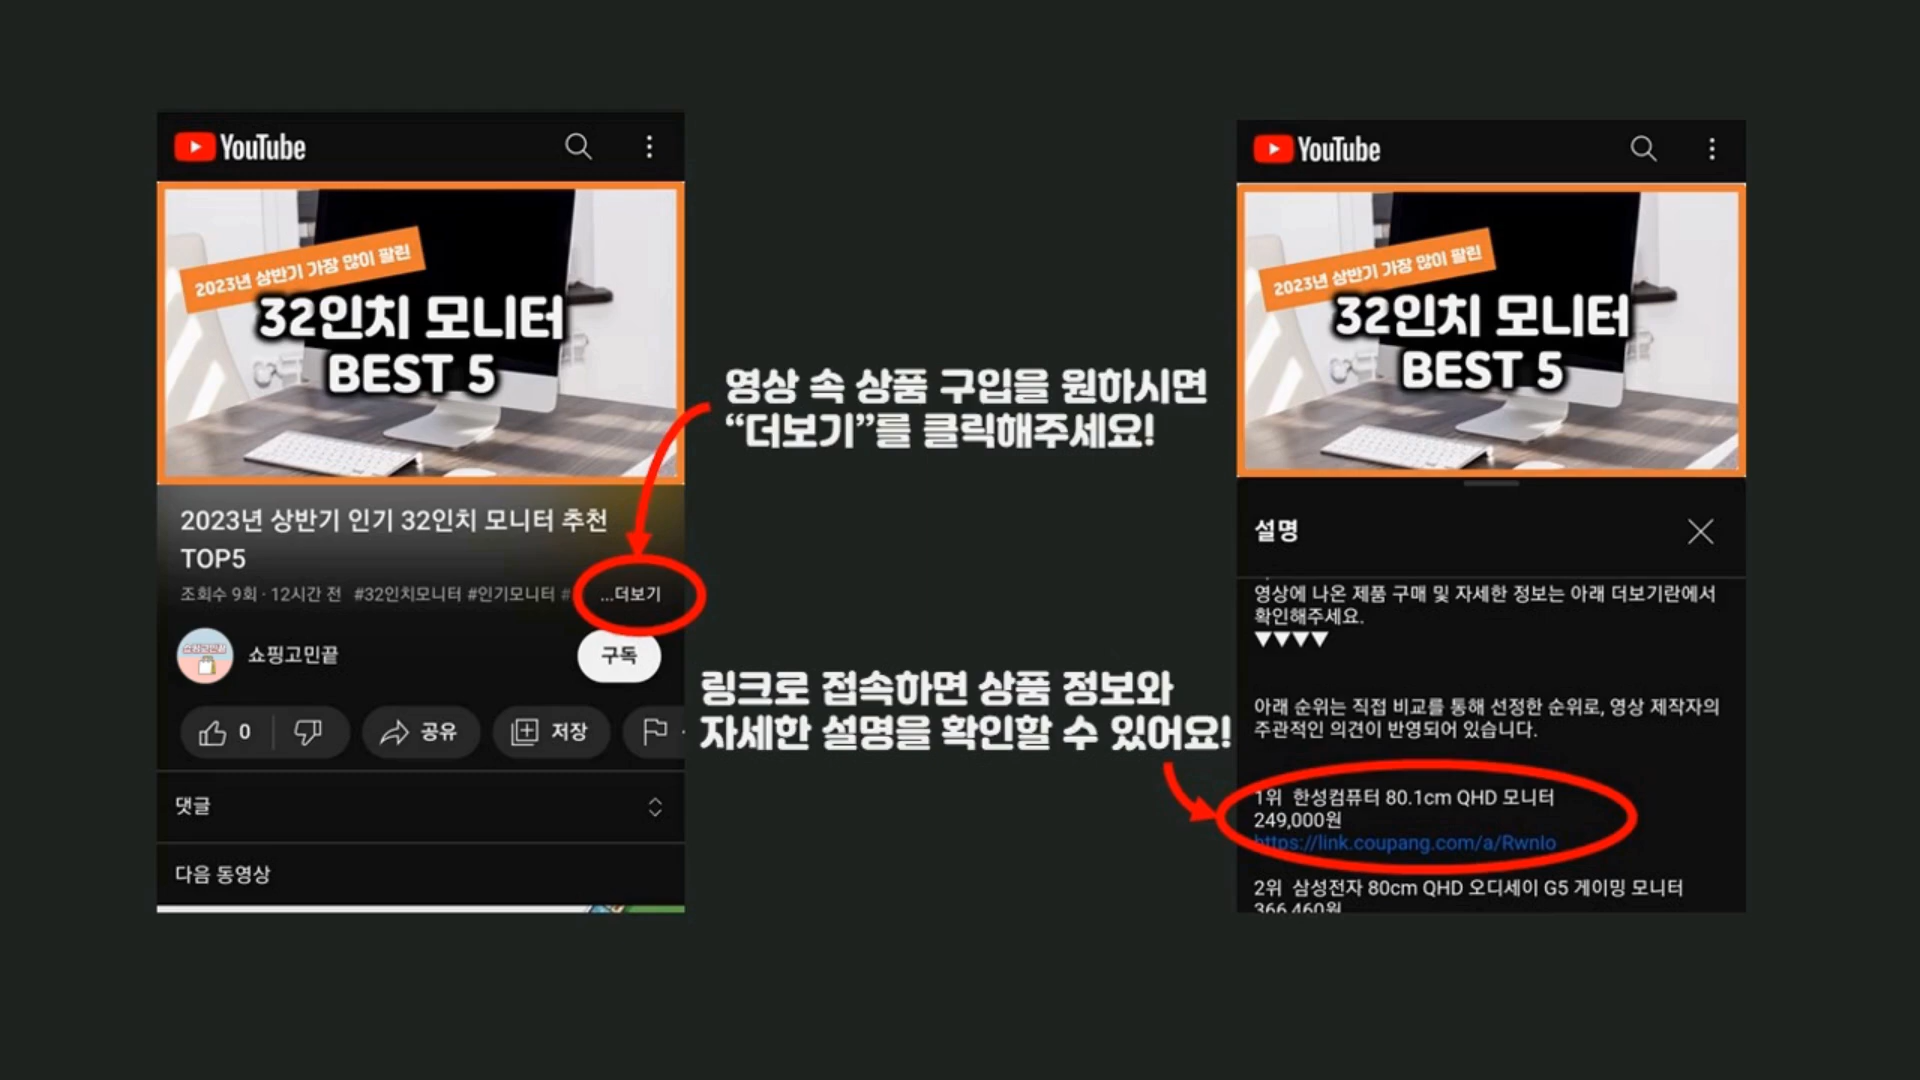 YouTube
2023년 상반기 가장 많이 팔린
32인치 모니터
BEST 5
2023년 상반기 인기 32인치 모니터 추천
TOP5
조회수 9회 · 12시간 전 #32인치모니터 #인기모니터 #
...더보기
쇼핑고민끝
쇼핑고민끝
구독
0
공유
저장
댓글
다음 동영상
영상 속 상품 구입을 원하시면
“더보기”를 클릭해주세요!
링크로 접속하면 상품 정보와
자세한 설명을 확인할 수 있어요!
YouTube
2023년 상반기 가장 많이 팔린
32인치 모니터
BEST 5
설명
영상에 나온 제품 구매 및 자세한 정보는 아래 더보기란에서
확인해주세요.
▼▼▼▼
아래 순위는 직접 비교를 통해 선정한 순위로, 영상 제작자의
주관적인 의견이 반영되어 있습니다.
1위 한성컴퓨터 80.1cm QHD 모니터
249,000원
https://link.coupang.com/a/Rwnlo
2위 삼성전자 80cm QHD 오디세이 G5 게이밍 모니터
366,460원